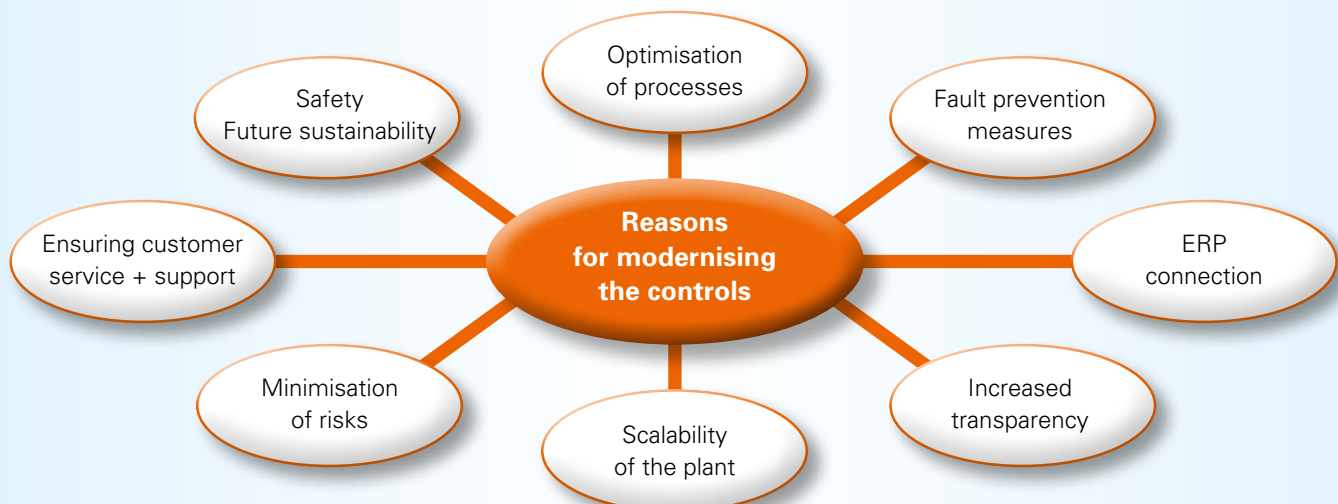 Optimisation
of processes
Safety
Future sustainability
Fault prevention
measures
Reasons
for modernising
the controls
Ensuring customer
service + support
ERP
connection
Minimisation
of risks
Increased
transparency
Scalability
of the plant